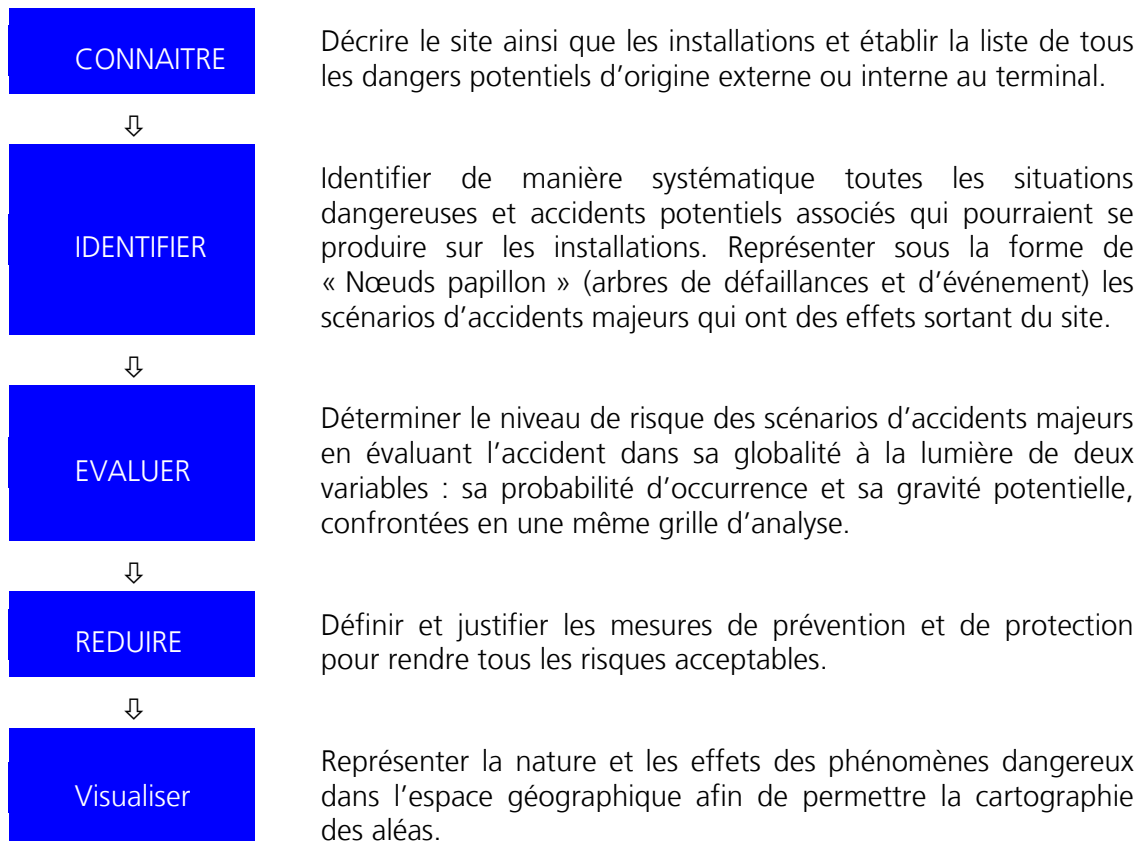 CONNAITRE
Décrire le site ainsi que les installations et établir la liste de tous
les dangers potentiels d’origine externe ou interne au terminal.
⇩
IDENTIFIER
Identifier de manière systématique toutes les situations
dangereuses et accidents potentiels associés qui pourraient se
produire sur les installations. Représenter sous la forme de
« Nœuds papillon » (arbres de défaillances et d’événement) les
scénarios d’accidents majeurs qui ont des effets sortant du site.
⇩
EVALUER
Déterminer le niveau de risque des scénarios d’accidents majeurs
en évaluant l’accident dans sa globalité à la lumière de deux
variables : sa probabilité d’occurrence et sa gravité potentielle,
confrontées en une même grille d’analyse.
⇩
REDUIRE
Définir et justifier les mesures de prévention et de protection
pour rendre tous les risques acceptables.
⇩
Visualiser
Représenter la nature et les effets des phénomènes dangereux
dans l’espace géographique afin de permettre la cartographie
des aléas.